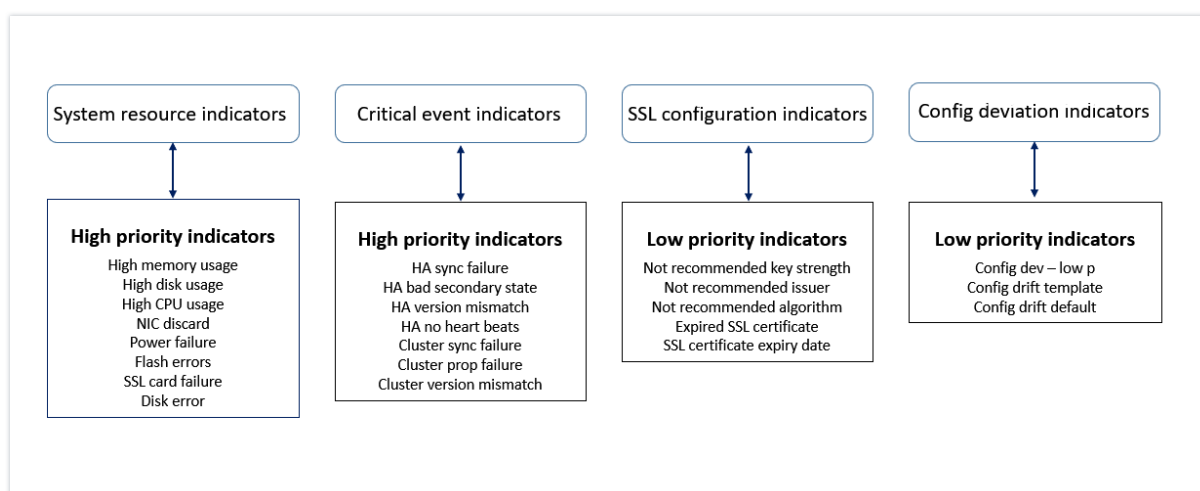 System resource indicators
High priority indicators
High memory usage
High disk usage
High CPU usage
NIC discard
Power failure
Flash errors
SSL card failure
Disk error
Critical event indicators
High priority indicators
HA sync failure
HA bad secondary state
HA version mismatch
HA no heart beats
Cluster sync failure
Cluster prop failure
Cluster version mismatch
SSL configuration indicators
Low priority indicators
Not recommended key strength
Not recommended issuer
Not recommended algorithm
Expired SSL certificate
SSL certificate expiry date
Config deviation indicators
Low priority indicators
Config dev – low p
Config drift template
Config drift default